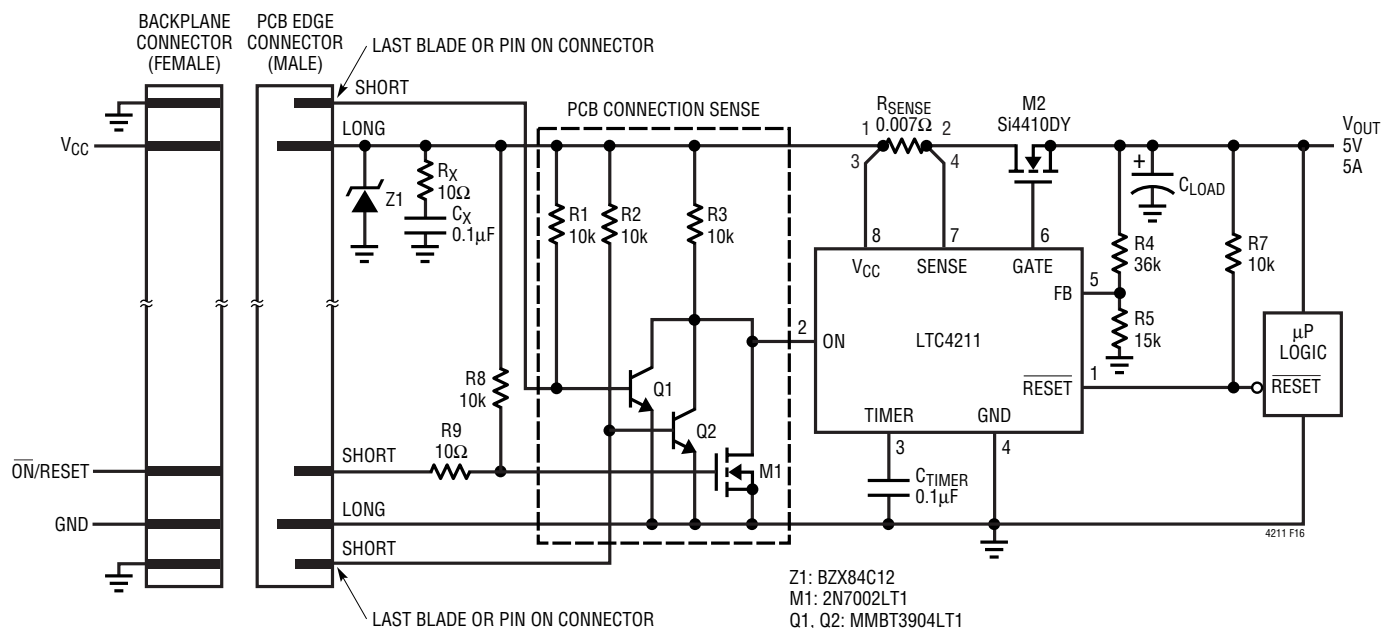 BACKPLANE
CONNECTOR
(FEMALE)
PCB EDGE
CONNECTOR
(MALE)
LAST BLADE OR PIN ON CONNECTOR
SHORT
PCB CONNECTION SENSE
RSENSE
0.007Ω
M2
Si4410DY
VOUT
5V
5A
VCC
LONG
1
2
3
4
Z1
RX
10Ω
CX
0.1µF
R1
10k
R2
10k
R3
10k
+
CLOAD
8
7
6
VCC
SENSE
GATE
R4
36k
R7
10k
FB
5
2
ON
LTC4211
R5
15k
µP
LOGIC
R8
10k
Q1
RESET
1
RESET
Q2
TIMER
GND
R9
10Ω
3
4
ON/RESET
SHORT
M1
CTIMER
0.1µF
GND
LONG
4211 F16
SHORT
Z1: BZX84C12
M1: 2N7002LT1
Q1, Q2: MMBT3904LT1
LAST BLADE OR PIN ON CONNECTOR